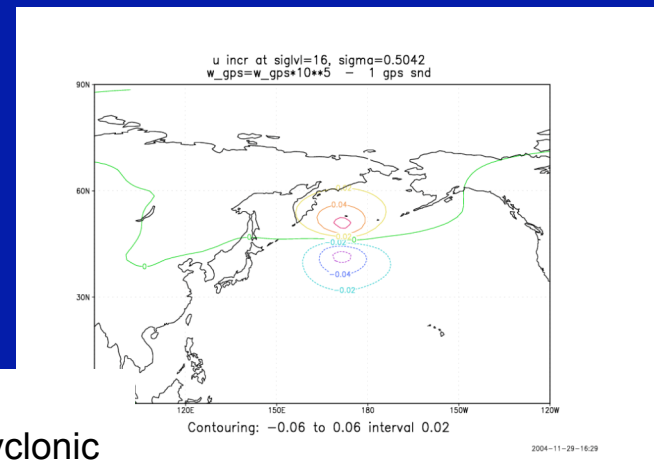 u incr at siglvl=16, sigma=0.5042
w_gps=w_gps*10**5 - 1 gps snd
90N
60N
0.04
0
0
-0.02
0
30N
-0.04
-0.02
120E
150E
180
150W
120W
Contouring: -0.06 to 0.06 interval 0.02
yclonic
2004-11-29-16:29